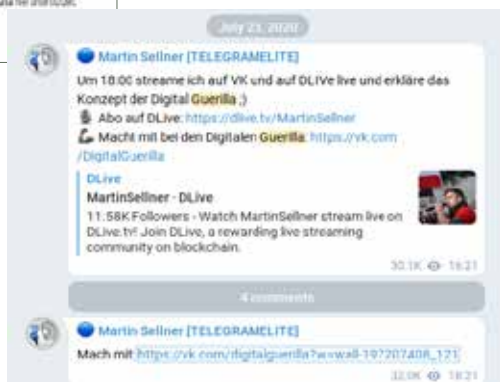 July 21, 2020
Martin Sellner [TELEGRAMELITE]
Um 18:00 streame ich auf VK und auf DLIVe live und erkläre das
Konzept der Digital Guerilla ;)
Abo auf DLive: https://dlive.tv/MartinSellner
Macht mit bei den Digitalen Guerilla: https://vk.com
/DigitalGuerilla
DLive
MartinSellner - DLive
11.58K Followers - Watch MartinSellner stream live on
DLive.tv! Join DLive, a rewarding live streaming
community on blockchain.
30.1K 16:21
4 comments
Martin Sellner [TELEGRAMELITE]
Mach mit https://vk.com/digitalguerilla?w=wall-19?207408_121
32.0K 18:21